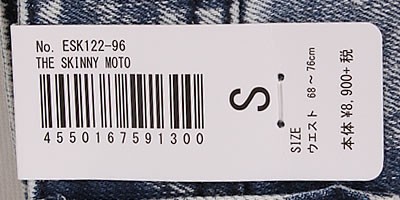 No. ESK122-96
THE SKINNY MOTO
4550167591300
S
SIZE
ウエスト 68～76cm
本体 ¥8,900+税